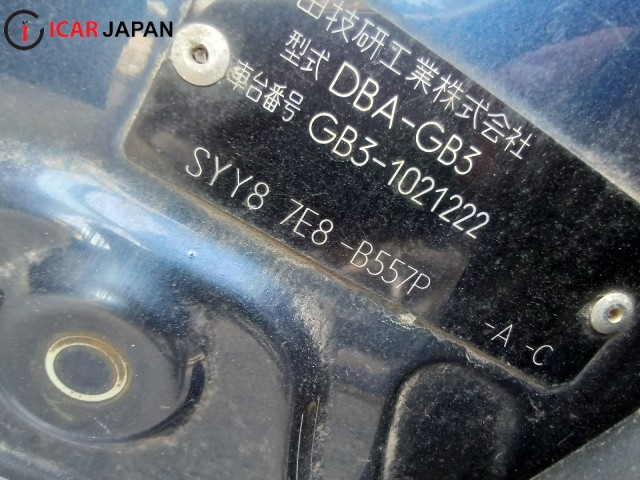 ICAR JAPAN
技研工業株式会社
型式 DBA-GB3
車台番号 GB3-1021222
SYY8 7E8-B557P -A -C